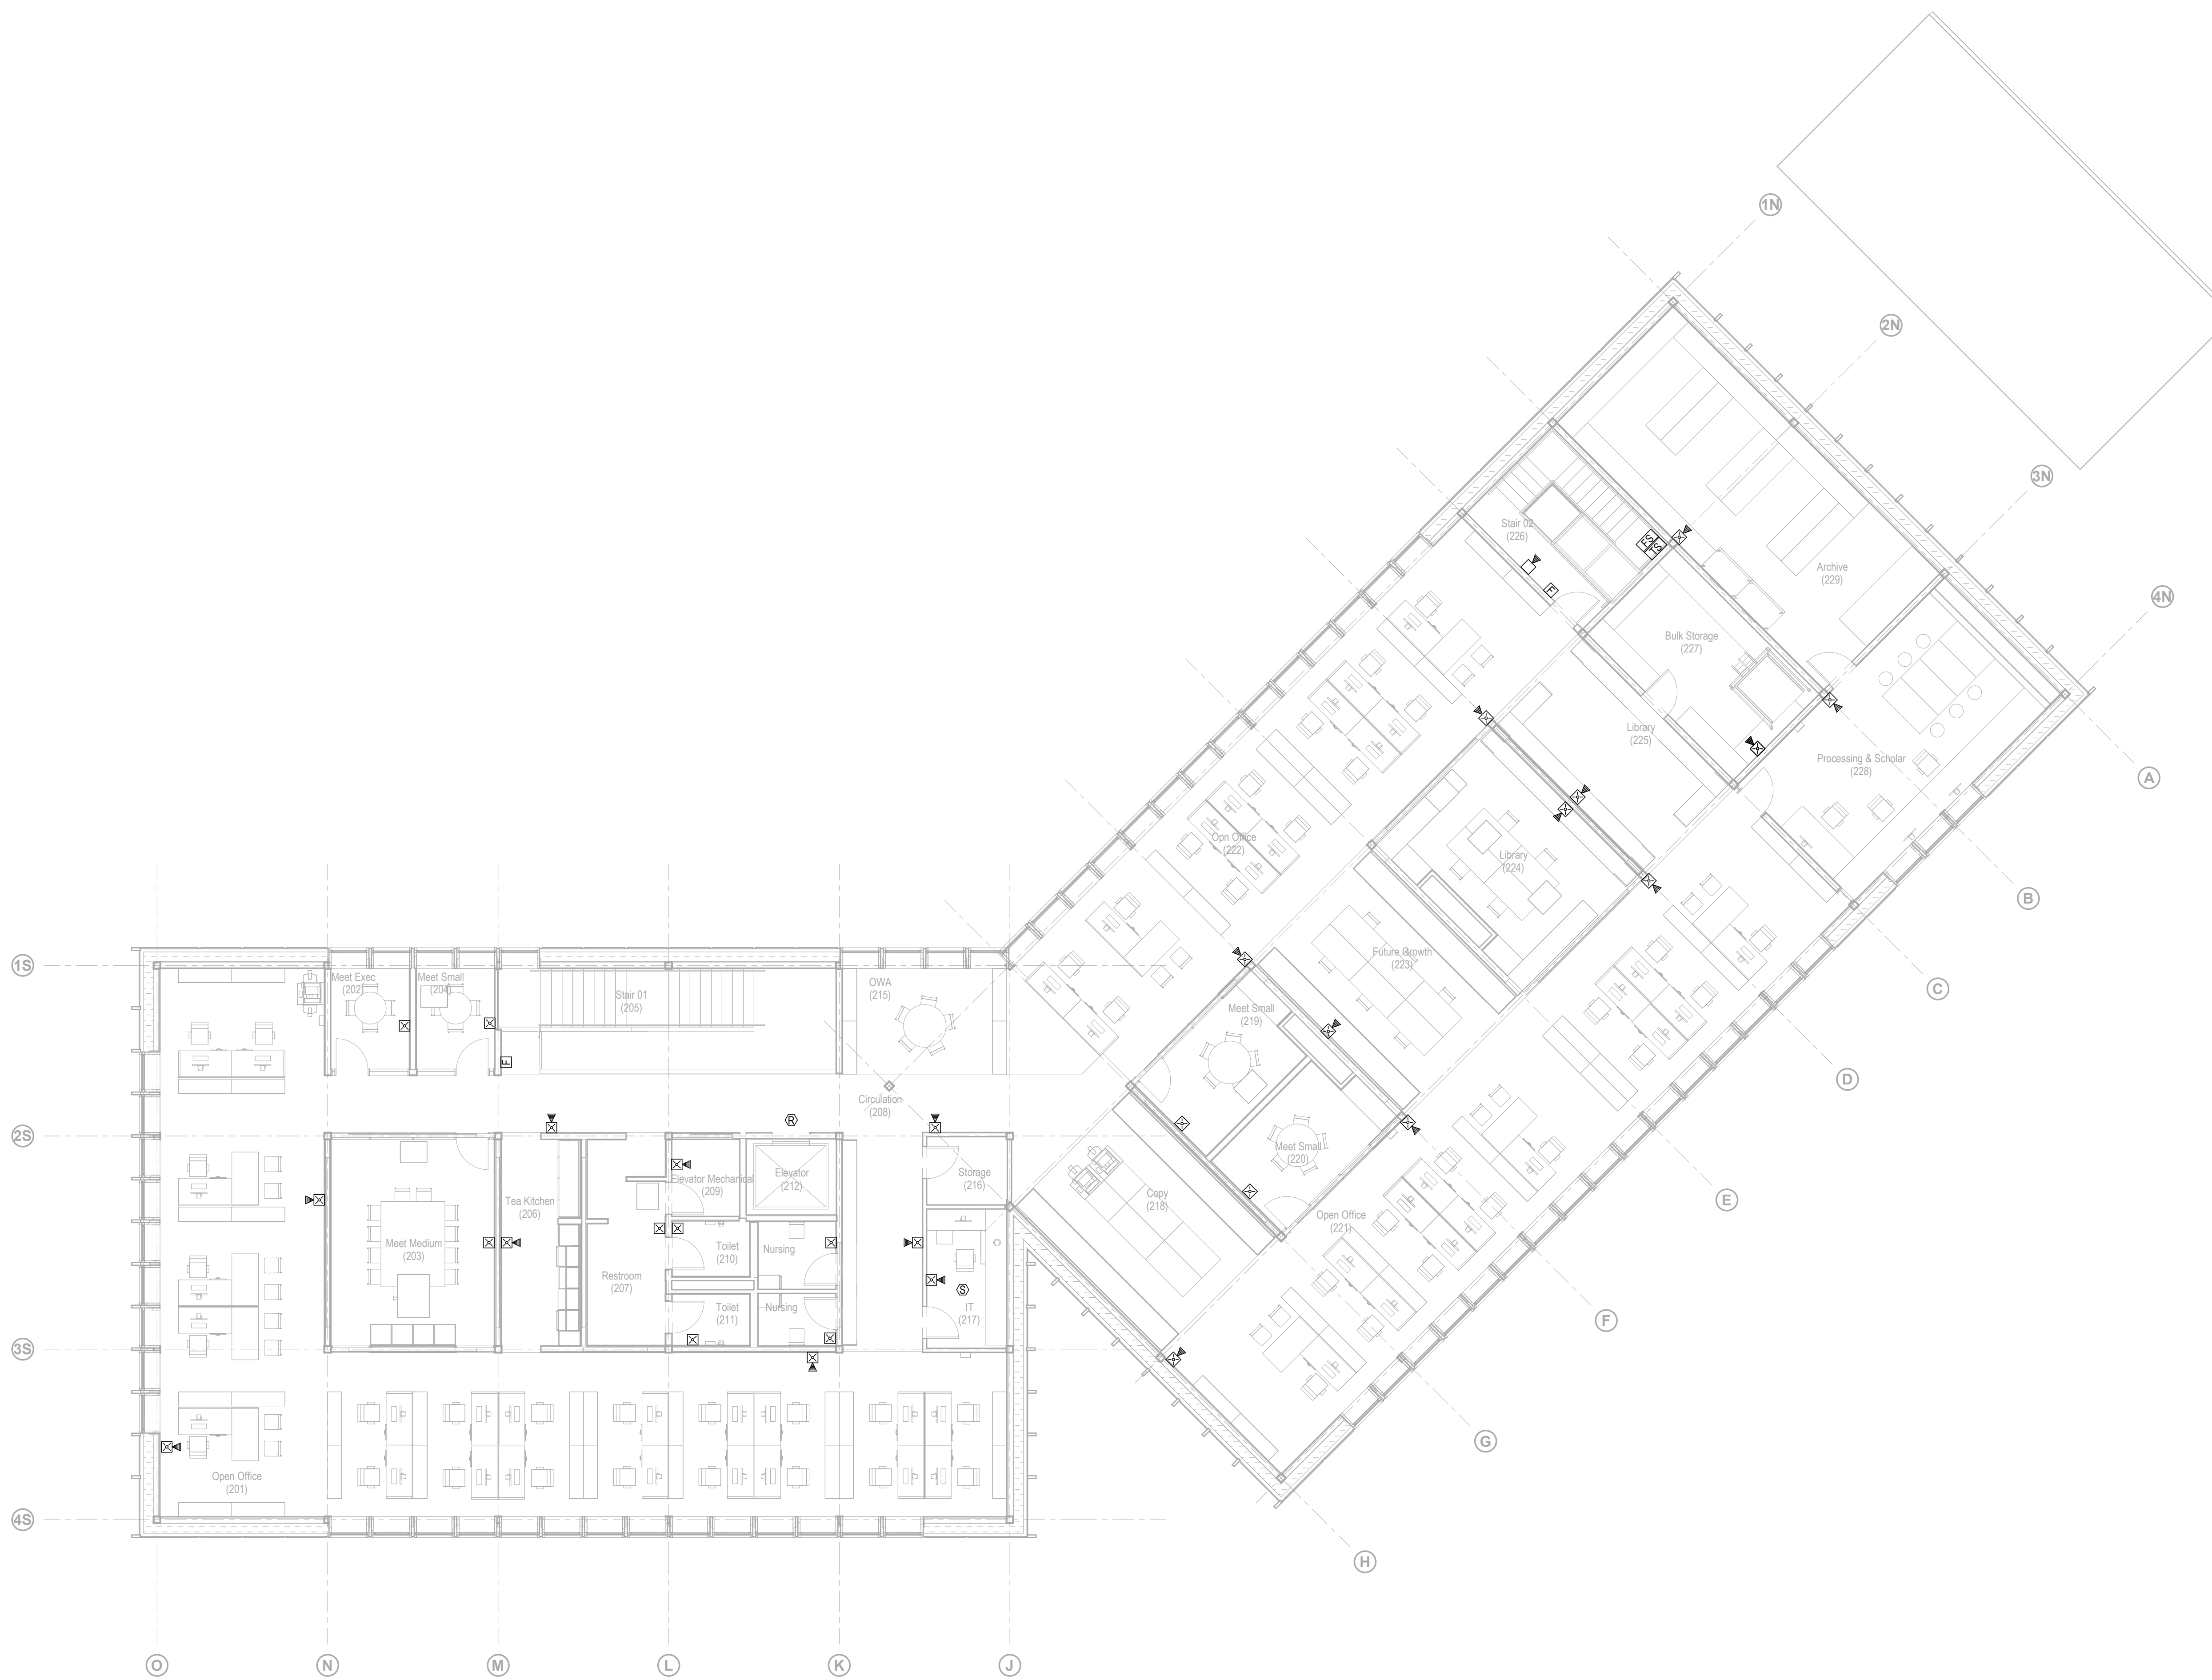 1N
2N
3N
4N
Stair 02
(226)
FS
TS
F
Archive
(229)
Bulk Storage
(227)
Library
(225)
Processing & Scholar
(228)
A
B
Opn Office
(222)
Library
(224)
Future Growth
(223)
C
D
1S
Meet Exec
(202)
Meet Small
(204)
Stair 01
(205)
OWA
(215)
Meet Small
(219)
F
Circulation
(208)
R
2S
Meet Small
(220)
Elevator Mechanical
(209)
Elevator
(212)
Storage
(216)
Tea Kitchen
(206)
Copy
(218)
Open Office
(221)
E
Meet Medium
(203)
Toilet
(210)
Nursing
Restroom
(207)
S
Toilet
(211)
Nursing
IT
(217)
F
3S
G
Open Office
(201)
4S
H
O
N
M
L
K
J